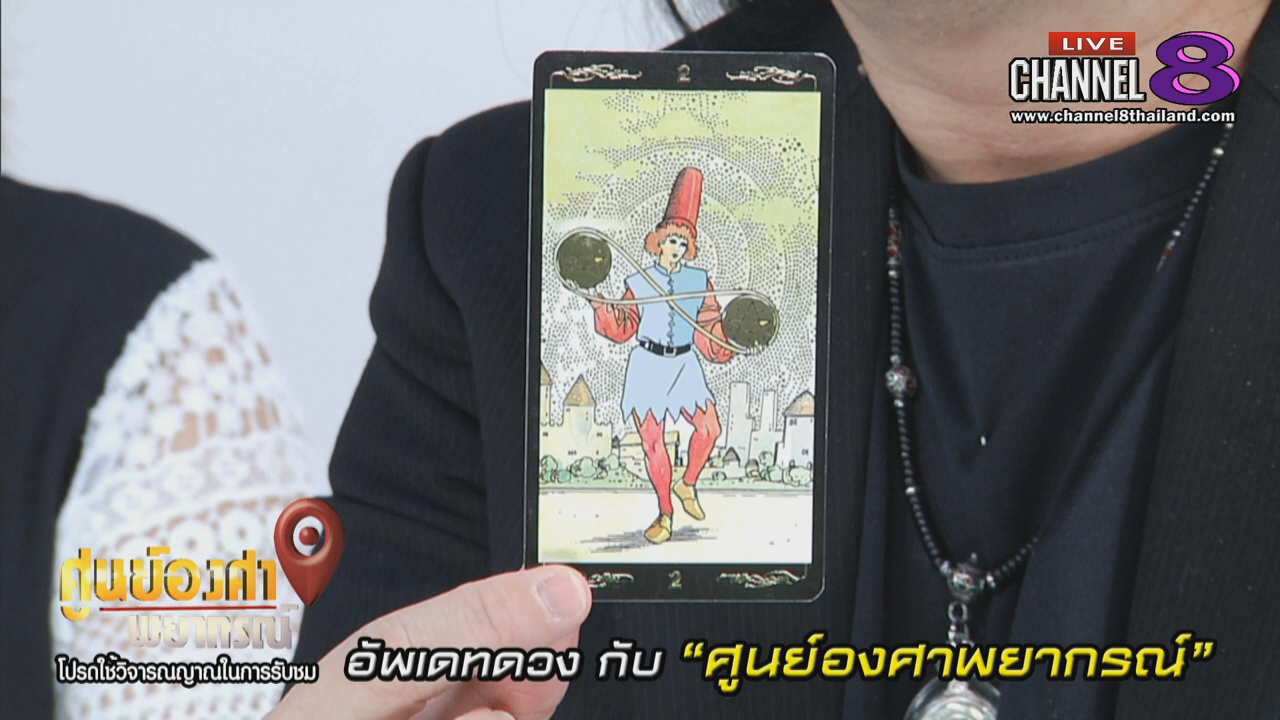 2
LIVE
CHANNEL 8
www.channel8thailand.com
2
ศูนย์องศา
พยากรณ์
โปรดใช้วิจารณญาณในการรับชม
อัพเดทดวง กับ “ศูนย์องศาพยากรณ์”